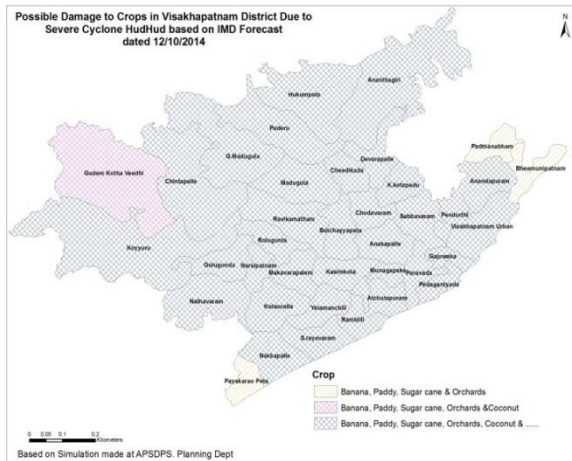 Possible Damage to Crops in Visakhapatnam District Due to
Severe Cyclone HudHud based on IMD Forecast
dated 12/10/2014
N
Ananthagiri
Hukumpeta
Paderu
Padmanabham
G.Madugula
Devarapalle
Bheemunipatnam
Gudem Kotha Veedhi
Chintapalle
Cheedikada
Madugula
K.kotapadu
Anandapuram
Ravikamatham
Chodavaram
Sabbavaram
Pendurthi
Koyyuru
Butchayyapeta
Visakhapatnam Urban
Rolugunta
Anakapalle
Gajuwaka
Golugonda
Narsipatnam
Makavarapalem
Kasimkota
Munagapaka
Paravada
Pedagantyada
Nathavaram
Kotauratla
Yelamanchili
Atchutapuram
Rambilli
S.rayavaram
Nakkapalle
Payakarao Peta
Crop
Banana, Paddy, Sugar cane & Orchards
Banana, Paddy, Sugar cane, Orchards &Coconut
Banana, Paddy, Sugar cane, Orchards, Coconut & ......
0 0.05 0.1 0.2
Kilometers
Based on Simulation made at APSDPS. Planning Dept